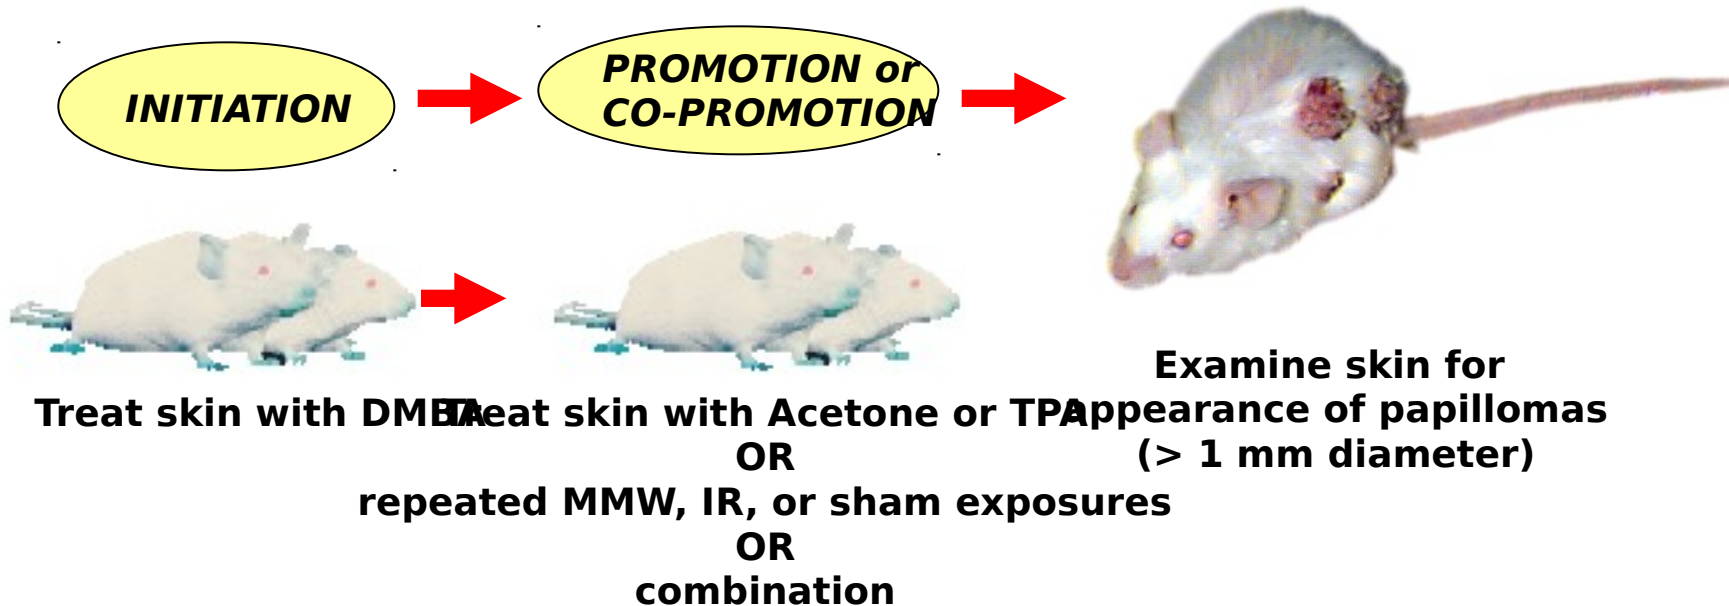 INITIATION
PROMOTION or
CO-PROMOTION
Treat skin with DMBA
Treat skin with Acetone or TPA
OR
repeated MMW, IR, or sham exposures
OR
combination
Examine skin for
appearance of papillomas
(> 1 mm diameter)